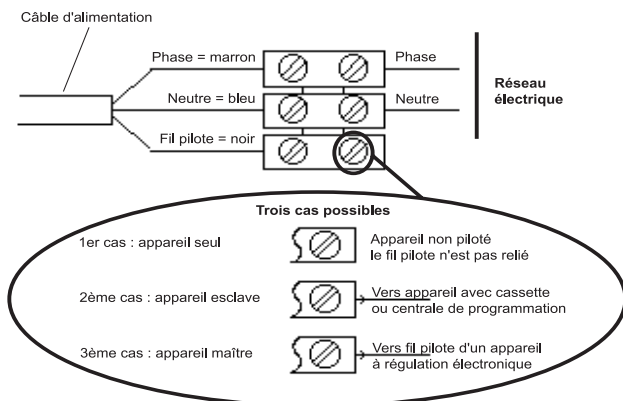 Câble d'alimentation
Phase = marron
Phase
Neutre = bleu
Neutre
Réseau
électrique
Fil pilote = noir
Trois cas possibles
1er cas : appareil seul
Appareil non piloté
le fil pilote n'est pas relié
2ème cas : appareil esclave
Vers appareil avec cassette
ou centrale de programmation
3ème cas : appareil maître
Vers fil pilote d'un appareil
à régulation électronique